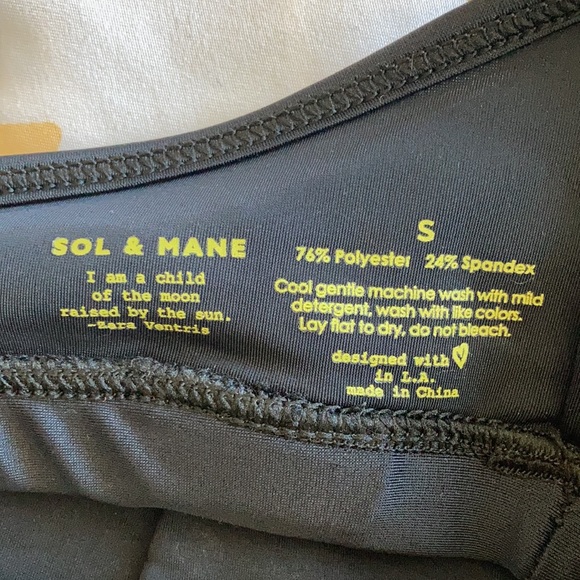 SOL & MANE
I am a child
of the moon
raised by the sun.
-Zara Ventris
S
76% Polyester 24% Spandex
Cool gentle machine wash with mild
detergent, wash with like colors.
Lay flat to dry, do not bleach.
designed with
in L.A.
made in China